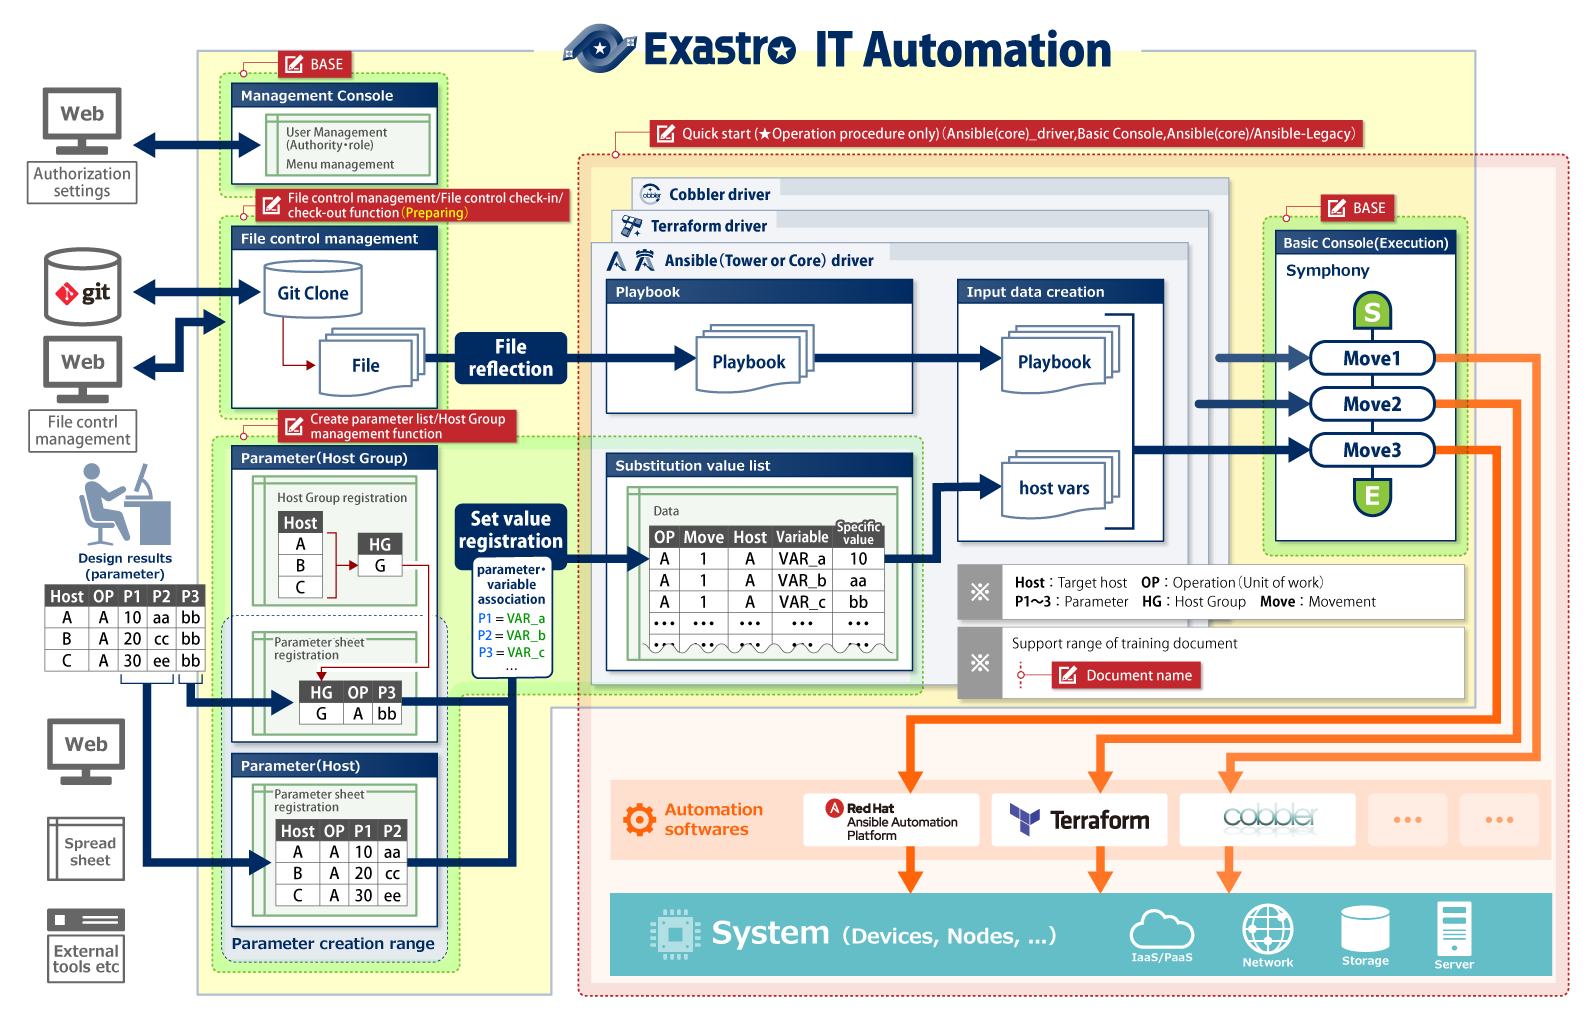 Exastro IT Automation
BASE
Management Console
User Management
(Authority・role)
Menu management
Web
Authorization
settings
File control management/File control check-in/
check-out function (Preparing)
File control management
Git Clone
File
git
Web
File contrl
management
File
reflection
Quick start (★Operation procedure only) (Ansible(core)_driver,Basic Console,Ansible(core)/Ansible-Legacy)
cobbler
Cobbler driver
Terraform driver
Ansible (Tower or Core) driver
Playbook
Playbook
Input data creation
Playbook
host vars
BASE
Basic Console(Execution)
Symphony
S
Move1
Move2
Move3
E
Create parameter list/Host Group
management function
Parameter(Host Group)
Host Group registration
Host
A
B
C
HG
G
Parameter sheet
registration
HG OP P3
G A bb
Design results
(parameter)
Host OP P1 P2 P3
A A 10 aa bb
B A 20 cc bb
C A 30 ee bb
Set value
registration
parameter・
variable
association
P1 = VAR_a
P2 = VAR_b
P3 = VAR_c
...
Substitution value list
Data
OP Move Host Variable Specific value
A 1 A VAR_a 10
A 1 A VAR_b aa
A 1 A VAR_c bb
••• ••• •••
••• ••• •••
※
Host : Target host OP : Operation (Unit of work)
P1～3 : Parameter HG : Host Group Move : Movement
※
Support range of training document
Document name
Web
Spread
sheet
External
tools etc
Parameter(Host)
Parameter sheet
registration
Host OP P1 P2
A A 10 aa
B A 20 cc
C A 30 ee
Parameter creation range
Automation
softwares
Red Hat
Ansible Automation
Platform
Terraform
cobbler
•••
•••
System (Devices, Nodes, ...)
IaaS/PaaS
Network
Storage
Server